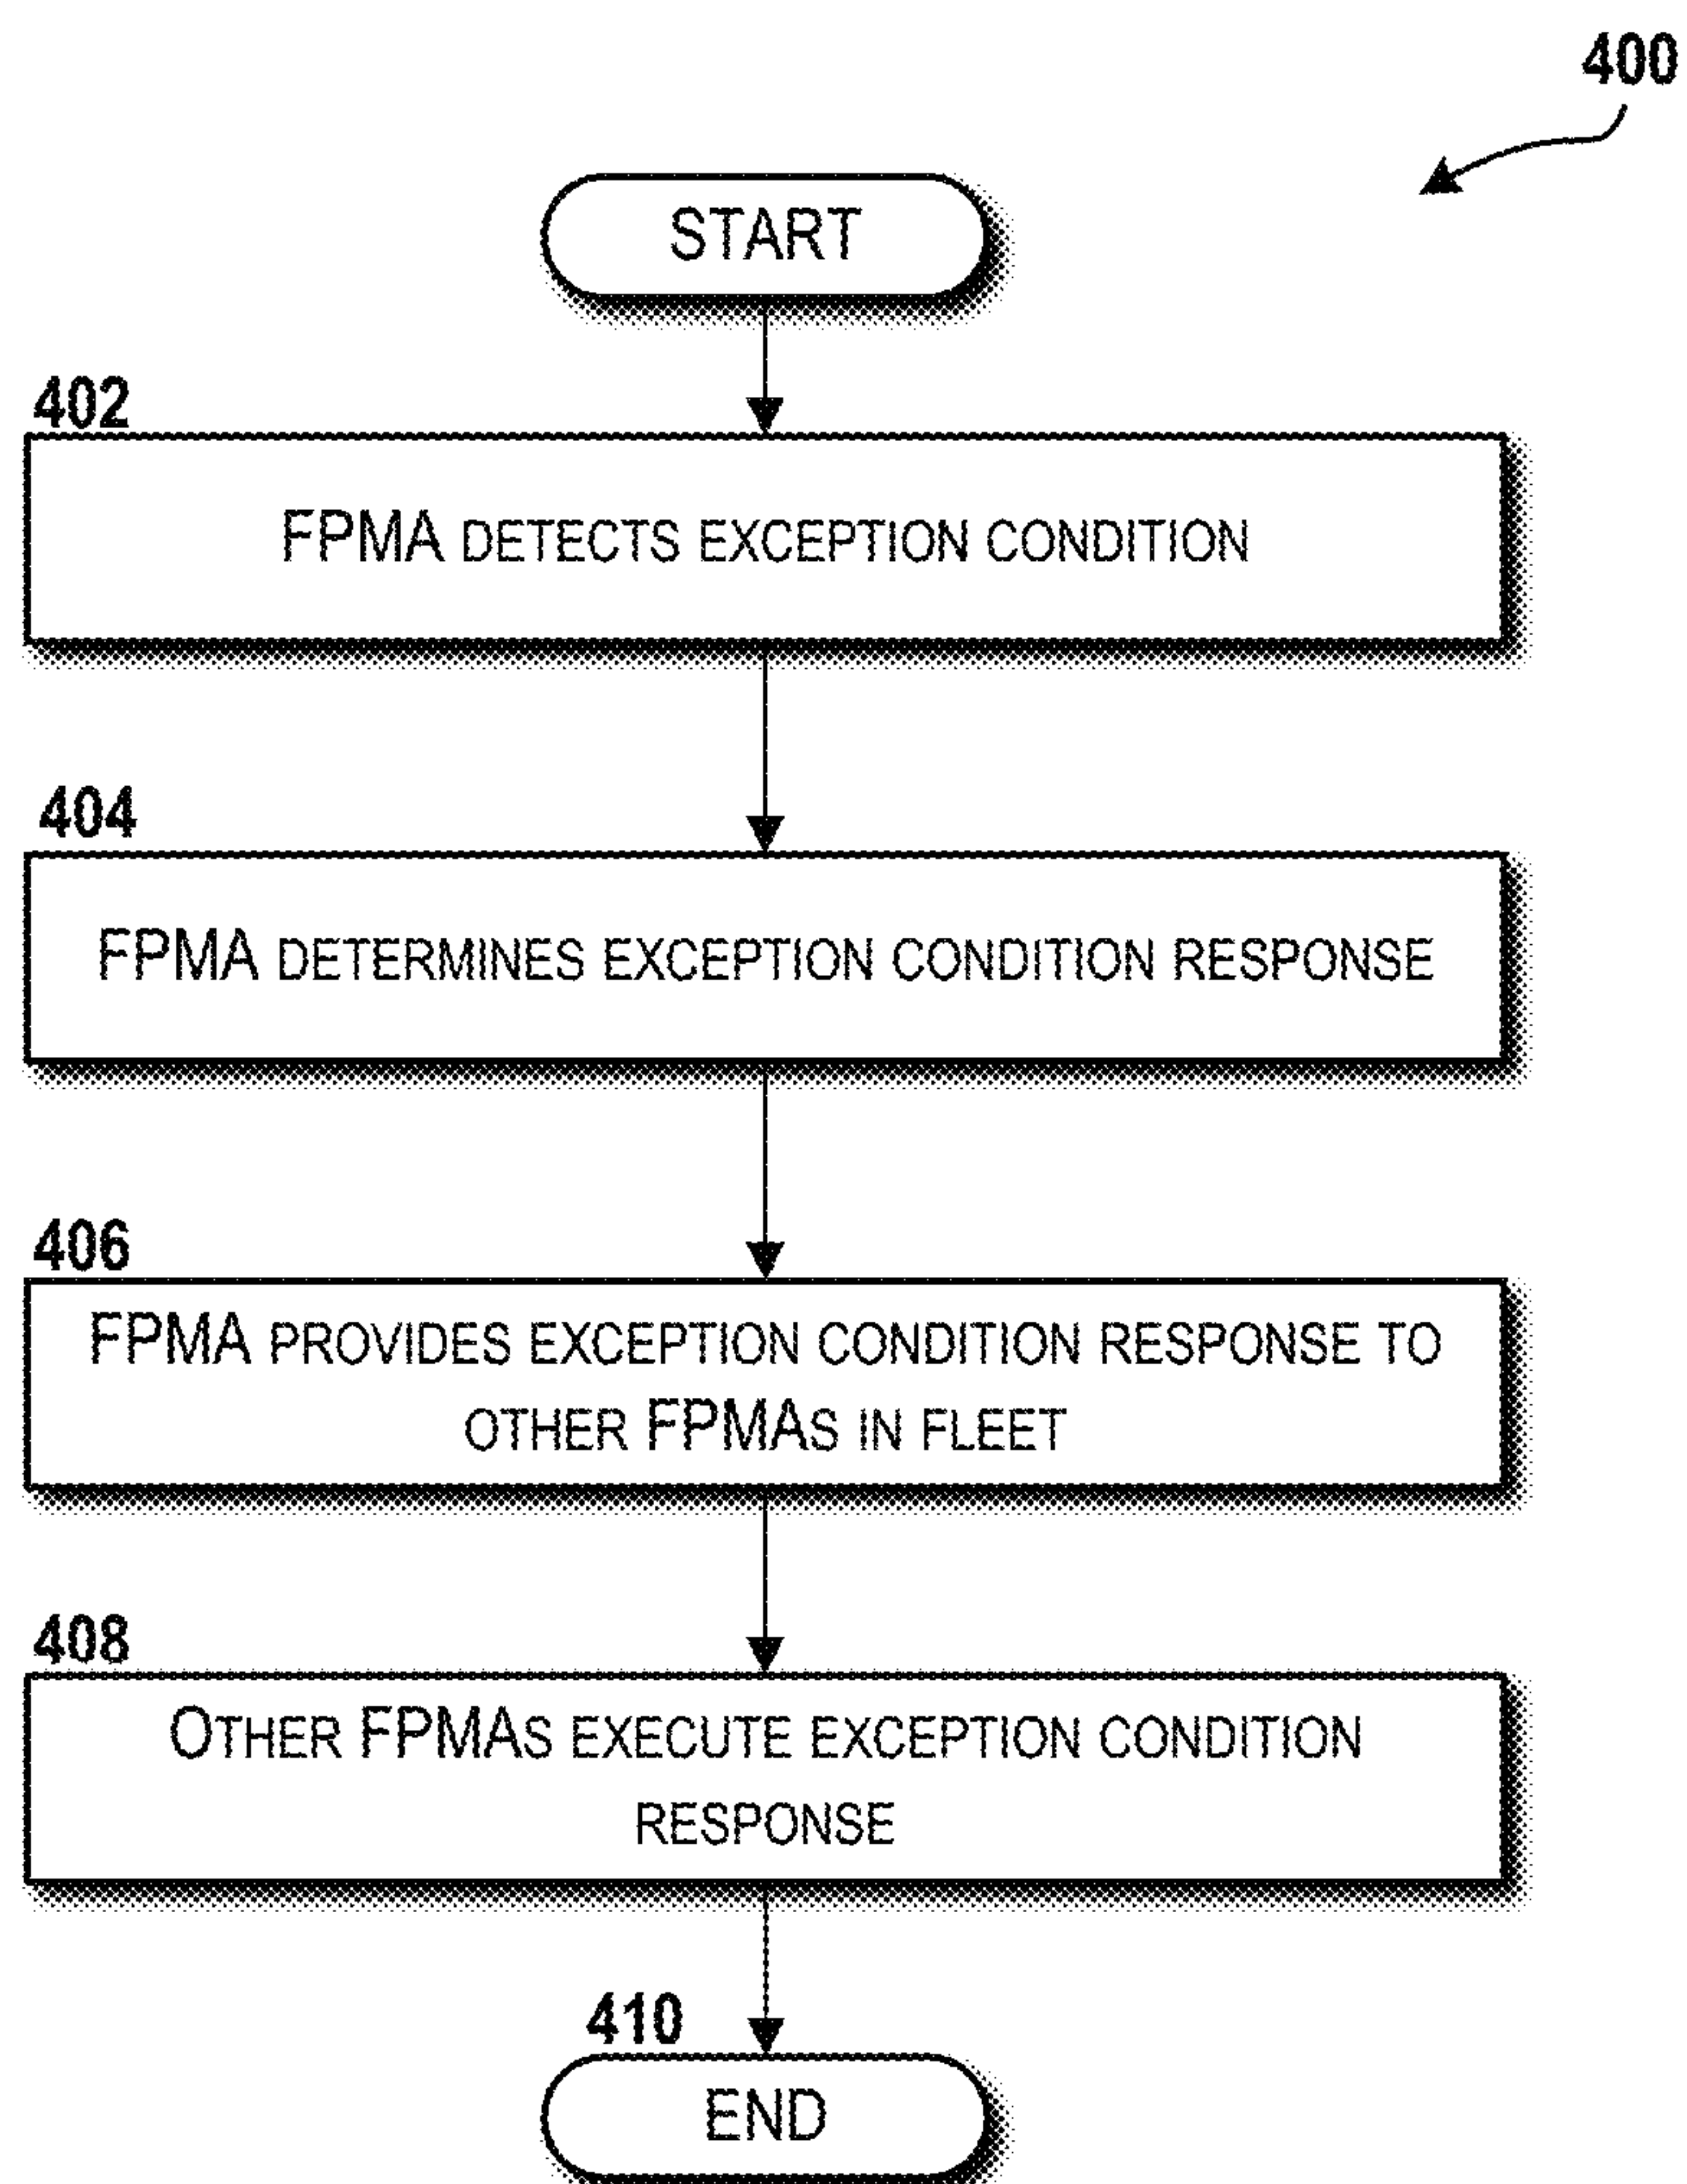 400
START
402
FPMA DETECTS EXCEPTION CONDITION
404
FPMA DETERMINES EXCEPTION CONDITION RESPONSE
406
FPMA PROVIDES EXCEPTION CONDITION RESPONSE TO
OTHER FPMAS IN FLEET
408
OTHER FPMAS EXECUTE EXCEPTION CONDITION
RESPONSE
410
END